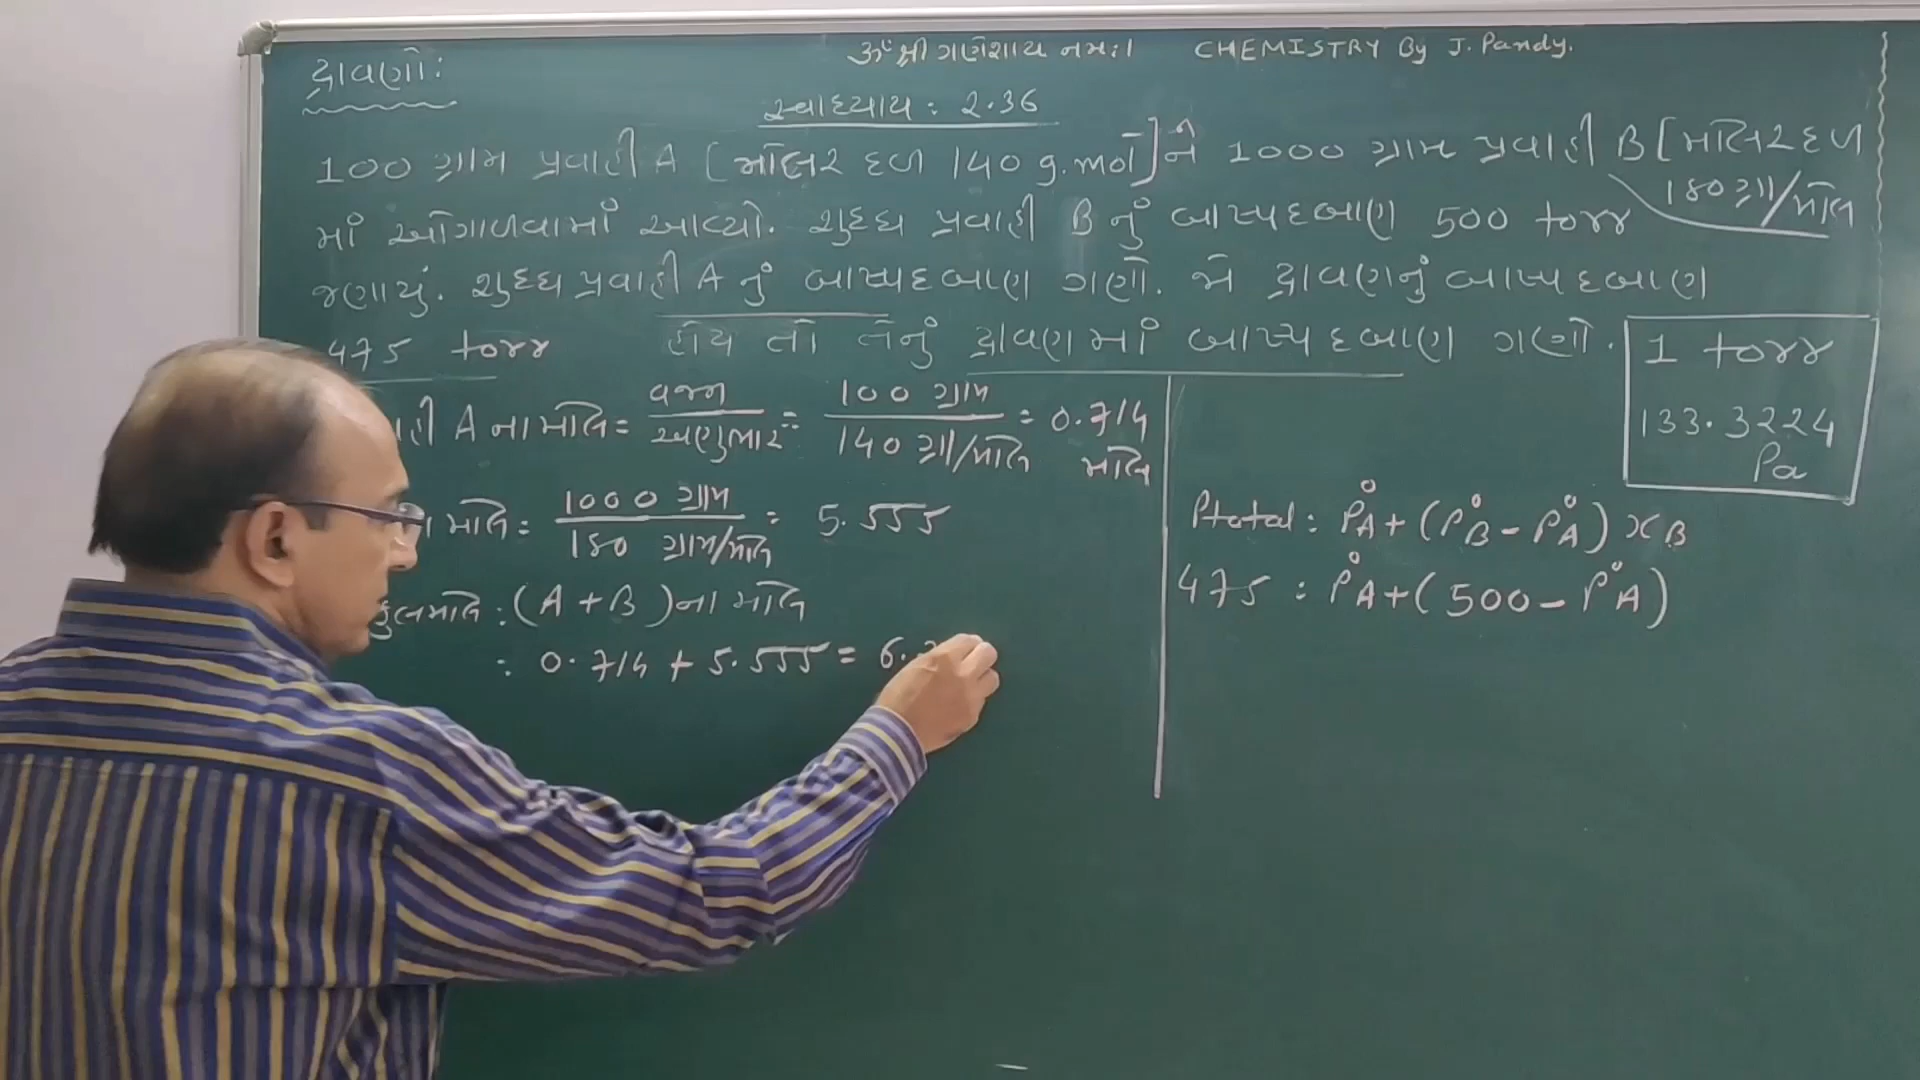 દ્રાવણો:
ૐ શ્રી ગણેશાય નમઃ। CHEMISTRY By J. Pandy.
સ્વાધ્યાય : 2.36
100 ગ્રામ પ્રવાહી A [મોલર દળ 140 g.mol⁻]ને 1000 ગ્રામ પ્રવાહી B [મોલર દળ
180 ગ્રા/મોલ
માં ઓગાળવામાં આવ્યો. શુદ્ધ પ્રવાહી B નું બાષ્પદબાણ 500 torr
જણાયું. શુદ્ધ પ્રવાહી A નું બાષ્પદબાણ ગણો. જો દ્રાવણનું બાષ્પદબાણ
475 torr હોય તો તેનું દ્રાવણમાં બાષ્પદબાણ ગણો.
1 torr
133.3224
Pa
હી A ના મોલ = વજન / અણુભાર = 100 ગ્રામ / 140 ગ્રા/મોલ = 0.714 મોલ
મોલ = 1000 ગ્રામ / 180 ગ્રામ/મોલ = 5.555
કુલ મોલ : (A + B) ના મોલ
: 0.714 + 5.555 = 6.
Ptotal : P°A + (P°B - P°A) xB
475 : P°A + (500 - P°A)